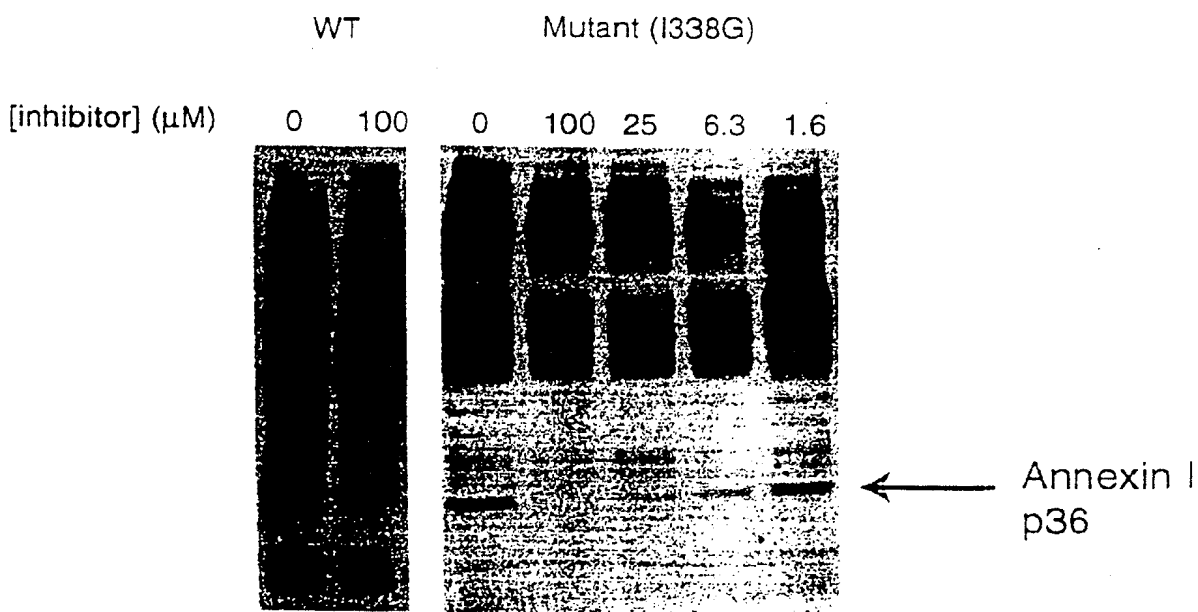 WT Mutant (I338G)
[inhibitor] (μM) 0 100 0 100 25 6.3 1.6
Annexin I
p36